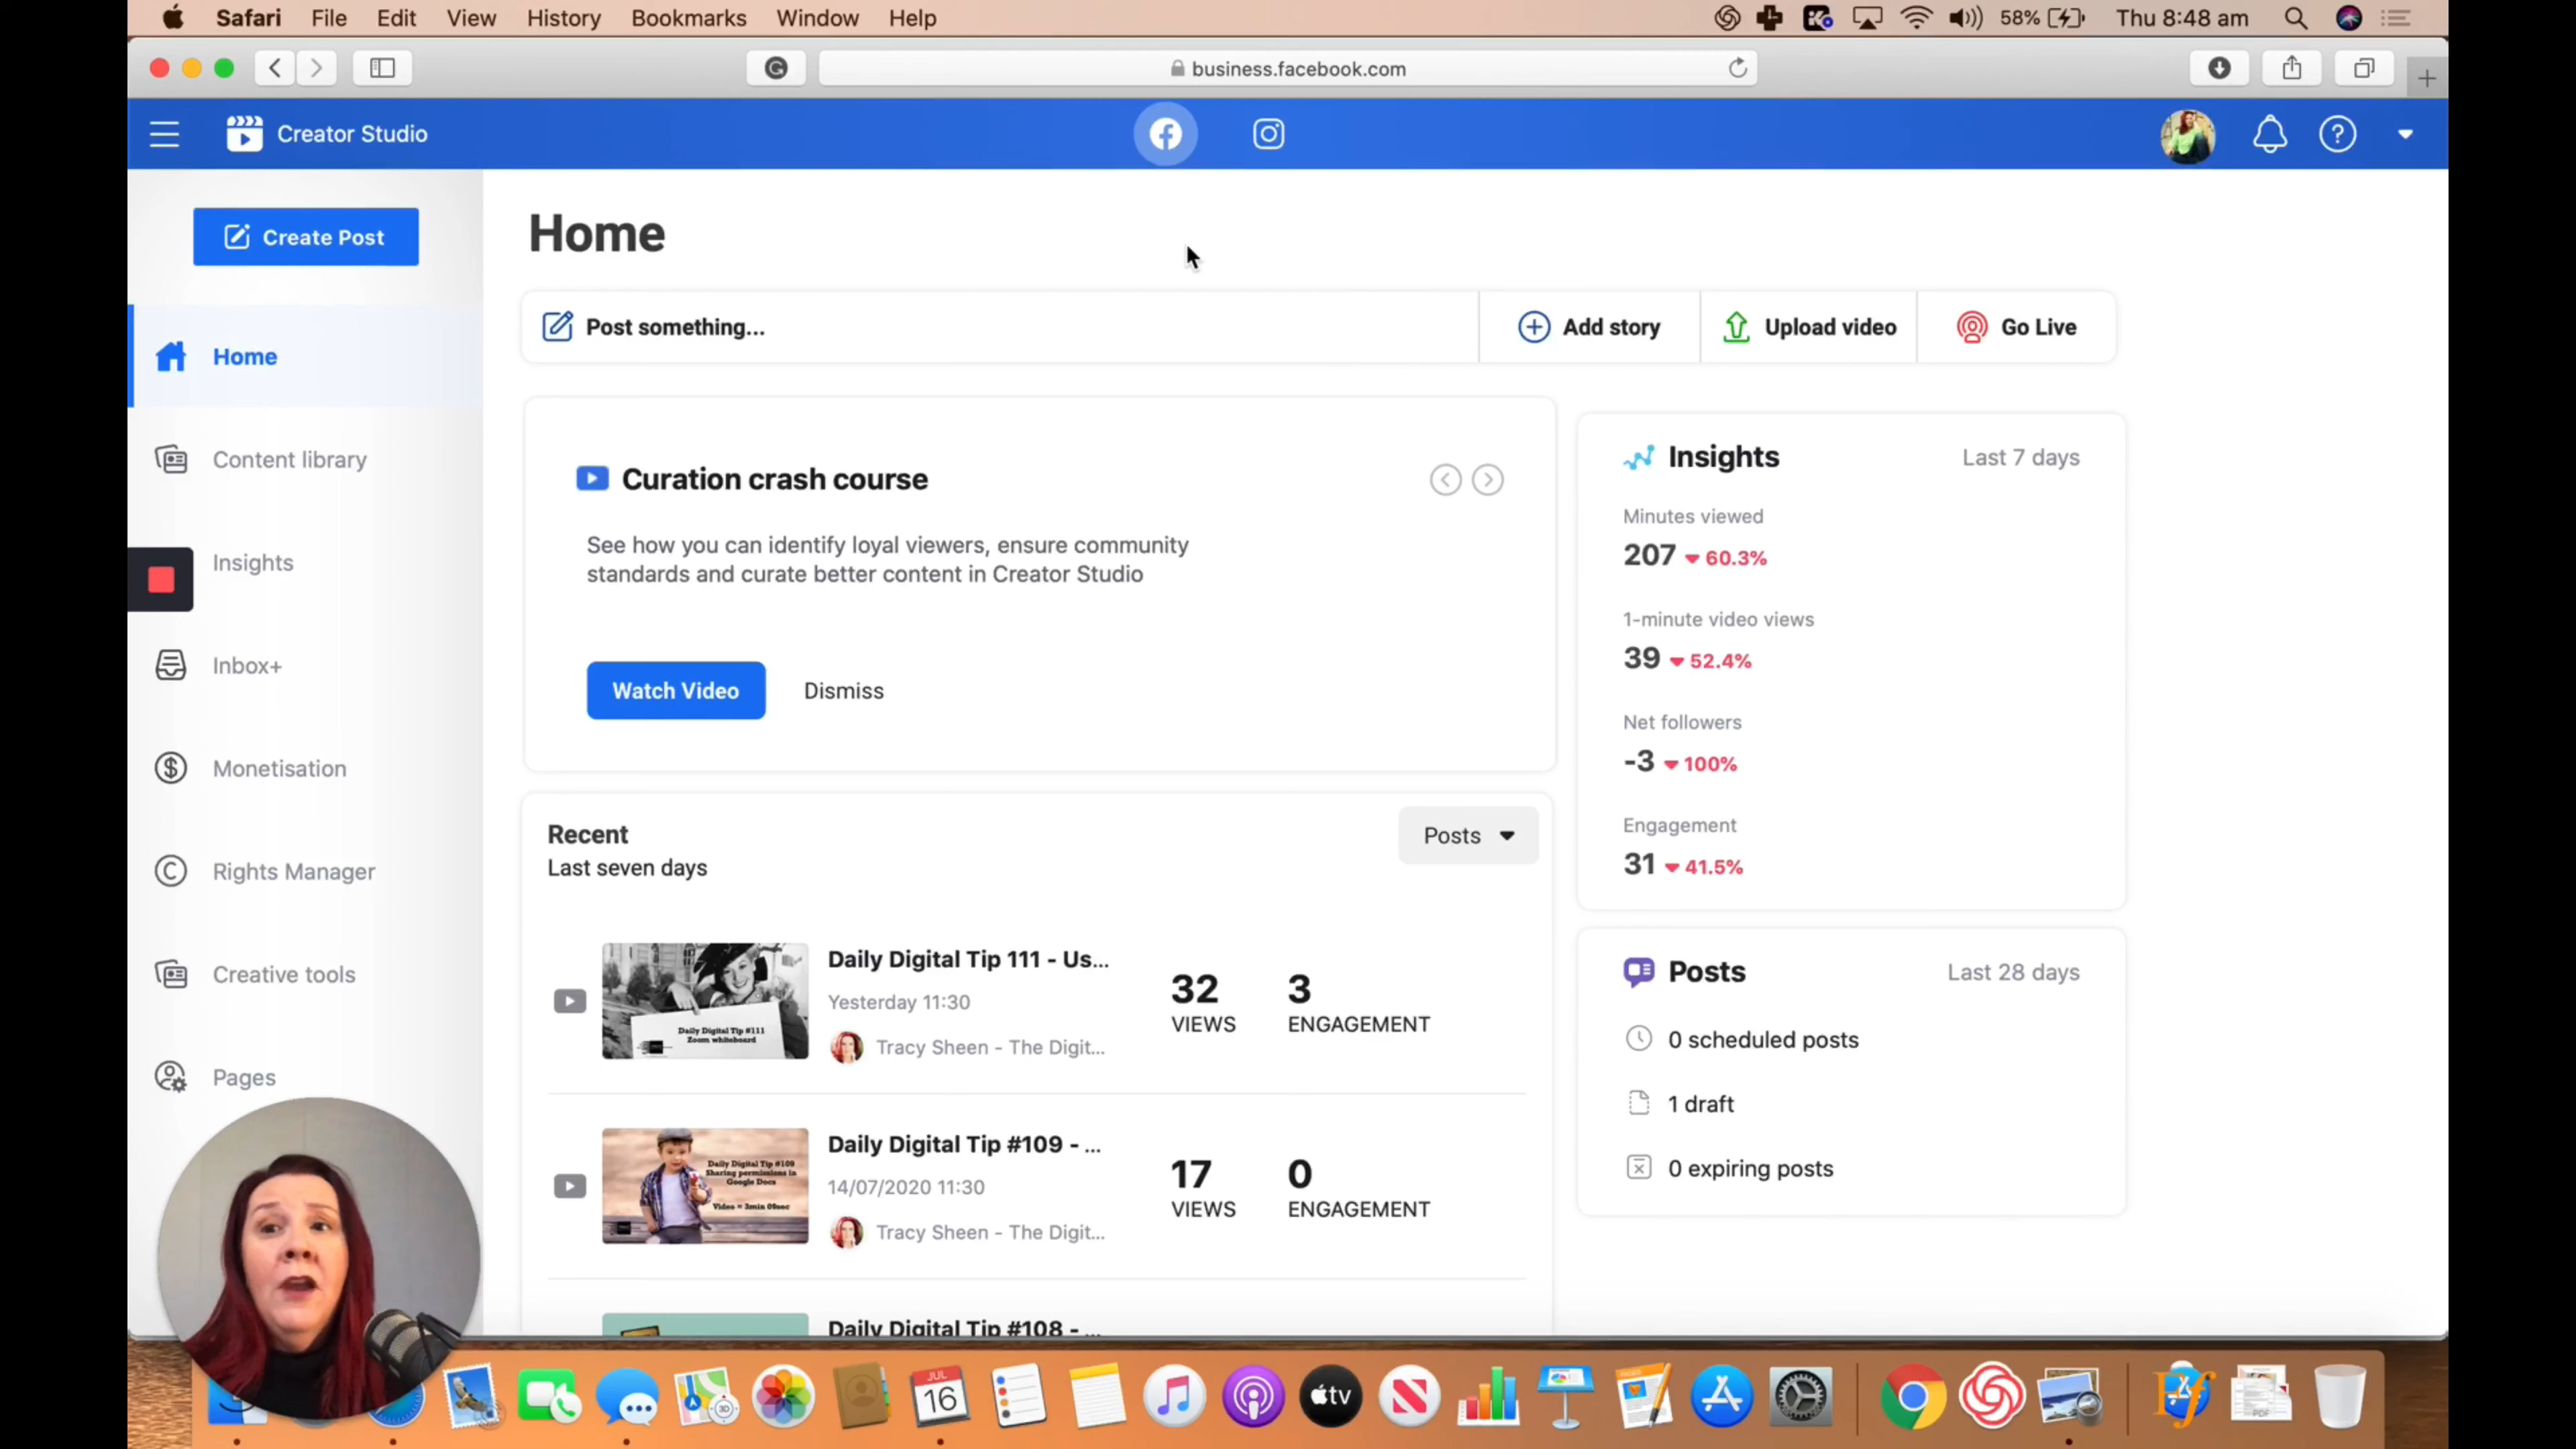 Safari File Edit View History Bookmarks Window Help 58% Thu 8:48 am
business.facebook.com
Creator Studio
Create Post
Home
Content library
Insights
Inbox+
Monetisation
Rights Manager
Creative tools
Pages
Home
Post something... Add story Upload video Go Live
Curation crash course
See how you can identify loyal viewers, ensure community
standards and curate better content in Creator Studio
Watch Video Dismiss
Recent
Last seven days
Posts
Daily Digital Tip #111
Zoom whiteboard
Daily Digital Tip 111 - Us...
Yesterday 11:30
Tracy Sheen - The Digit...
32 3
VIEWS ENGAGEMENT
Daily Digital Tip #109
Sharing permissions in
Google Docs
Video = 3min 09sec
Daily Digital Tip #109 - ...
14/07/2020 11:30
Tracy Sheen - The Digit...
17 0
VIEWS ENGAGEMENT
Daily Digital Tip #108 - ...
Insights Last 7 days
Minutes viewed
207 60.3%
1-minute video views
39 52.4%
Net followers
-3 100%
Engagement
31 41.5%
Posts Last 28 days
0 scheduled posts
1 draft
0 expiring posts
3D
JUL
16
tv
PDF